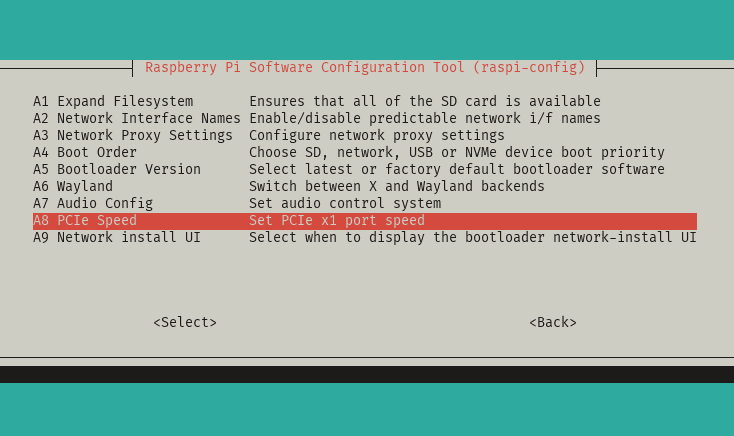 Raspberry Pi Software Configuration Tool (raspi-config)
A1 Expand Filesystem Ensures that all of the SD card is available
A2 Network Interface Names Enable/disable predictable network i/f names
A3 Network Proxy Settings Configure network proxy settings
A4 Boot Order Choose SD, network, USB or NVMe device boot priority
A5 Bootloader Version Select latest or factory default bootloader software
A6 Wayland Switch between X and Wayland backends
A7 Audio Config Set audio control system
A8 PCIe Speed Set PCIe x1 port speed
A9 Network install UI Select when to display the bootloader network-install UI
<Select> <Back>